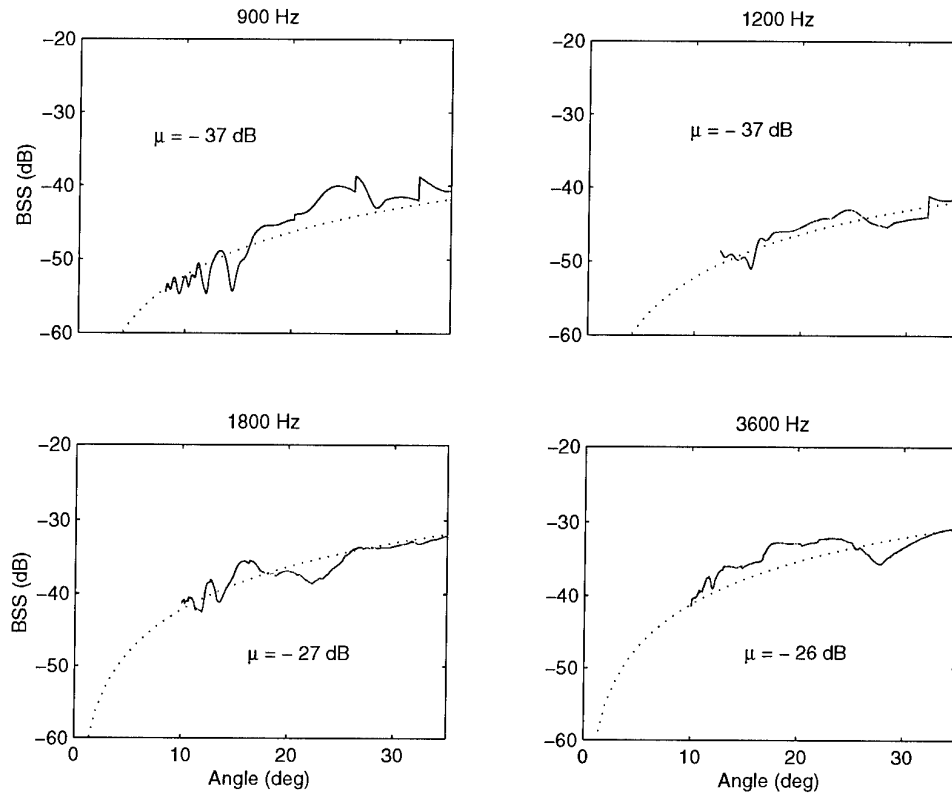 900 Hz
1200 Hz
−20
−30
−40
−50
−60
BSS (dB)
μ = − 37 dB
−20
−30
−40
−50
−60
μ = − 37 dB
1800 Hz
3600 Hz
−20
−30
−40
−50
−60
BSS (dB)
μ = − 27 dB
0 10 20 30
Angle (deg)
−20
−30
−40
−50
−60
μ = − 26 dB
0 10 20 30
Angle (deg)